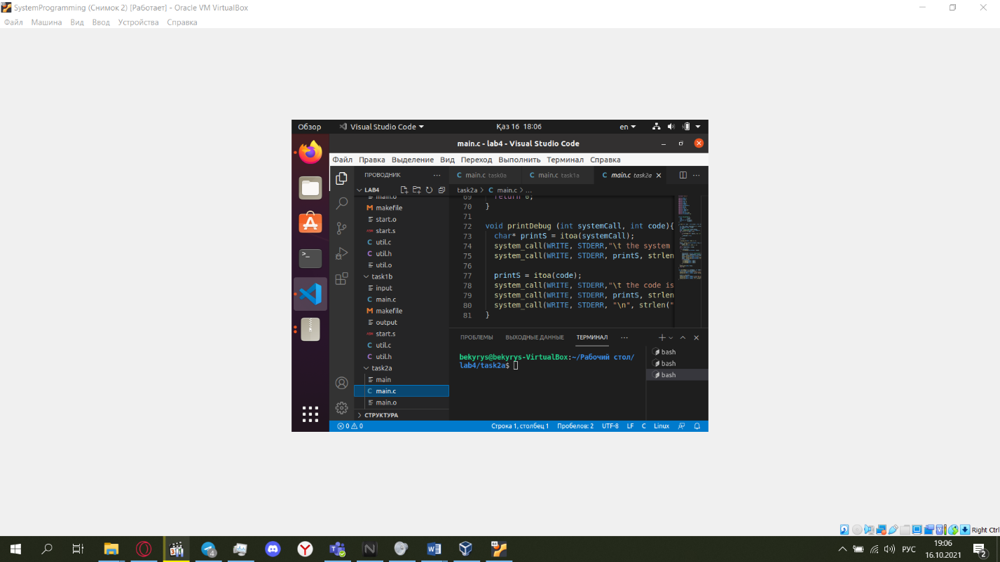 SystemProgramming (Снимок 2) [Работает] - Oracle VM VirtualBox
Файл Машина Вид Ввод Устройства Справка
Обзор Visual Studio Code Қаз 16 18:06 en
main.c - lab4 - Visual Studio Code
Файл Правка Выделение Вид Переход Выполнить Терминал Справка
ПРОВОДНИК ··· main.c task0a main.c task1a main.c task2a
LAB4
task2a > main.c > ...
main.o
makefile
start.o
start.s
util.c
util.h
util.o
task1b
input
main.c
makefile
output
start.s
util.c
util.h
task2a
main
main.c
main.o
СТРУКТУРА
69 return 0;
70 }
71
72 void printDebug (int systemCall, int code){
73 char* printS = itoa(systemCall);
74 system_call(WRITE, STDERR,"\t the system
75 system_call(WRITE, STDERR, printS, strlen
76
77 printS = itoa(code);
78 system_call(WRITE, STDERR,"\t the code is
79 system_call(WRITE, STDERR, printS, strlen
80 system_call(WRITE, STDERR, "\n", strlen("
81 }
ПРОБЛЕМЫ ВЫХОДНЫЕ ДАННЫЕ ТЕРМИНАЛ ···
bekyrys@bekyrys-VirtualBox:~/Рабочий стол/
lab4/task2a$
bash
bash
bash
0 0 Строка 1, столбец 1 Пробелов: 2 UTF-8 LF C Linux
Right Ctrl
РУС 19:06
16.10.2021